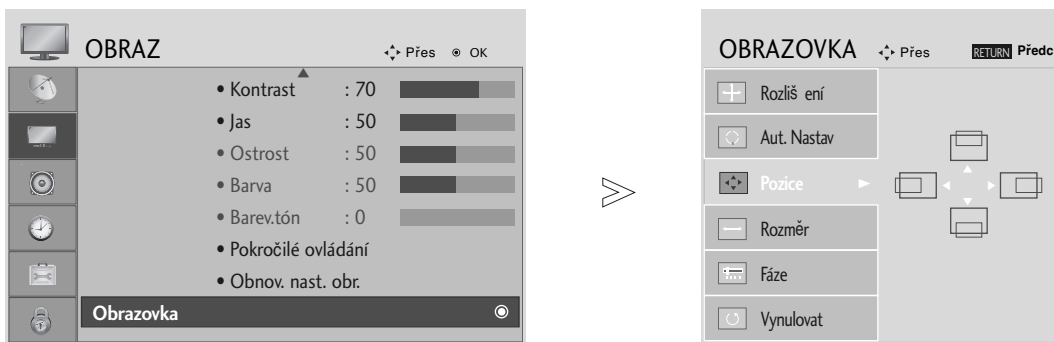 OBRAZ
Přes OK
• Kontrast : 70
• Jas : 50
• Ostrost : 50
• Barva : 50
• Barev.tón : 0
• Pokročilé ovládání
• Obnov. nast. obr.
Obrazovka
OBRAZOVKA Přes RETURN Předc
Rozliš ení
Aut. Nastav
Pozice
Rozměr
Fáze
Vynulovat